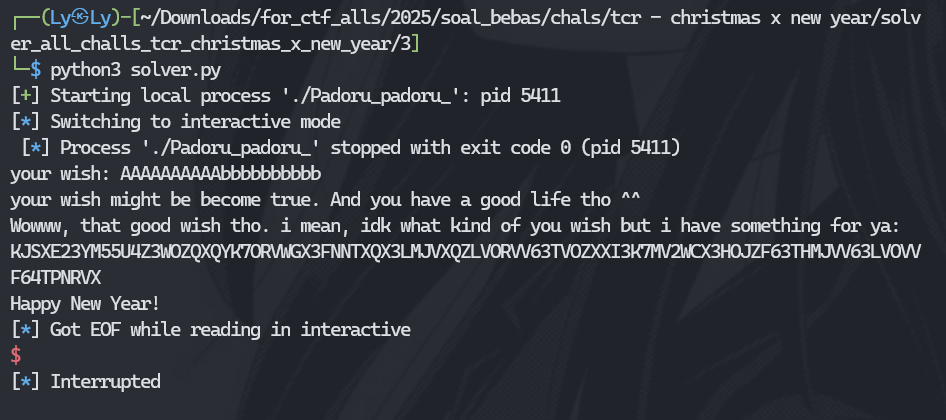 ┌──(Ly㉿Ly)-[~/Downloads/for_ctf_alls/2025/soal_bebas/chals/tcr - christmas x new year/solv
er_all_challs_tcr_christmas_x_new_year/3]
└─$ python3 solver.py
[+] Starting local process './Padoru_padoru_': pid 5411
[*] Switching to interactive mode
[*] Process './Padoru_padoru_' stopped with exit code 0 (pid 5411)
your wish: AAAAAAAAAAbbbbbbbbbb
your wish might be become true. And you have a good life tho ^^
Wowww, that good wish tho. i mean, idk what kind of you wish but i have something for ya:
KJSXE23YM55U4Z3WOZQXQYK7ORVWGX3FNNTXQX3LMJVXQZLVORVV63TVOZXXI3K7MV2WCX3HOJZF63THMJVV63LVOVV
F64TPNRVX
Happy New Year!
[*] Got EOF while reading in interactive
$
[*] Interrupted